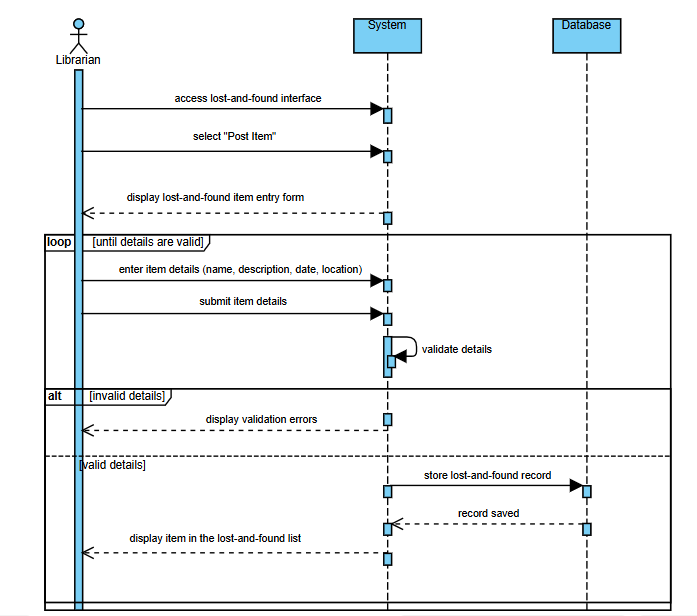 System
Database
Librarian
access lost-and-found interface
select "Post Item"
display lost-and-found item entry form
loop
[until details are valid]
enter item details (name, description, date, location)
submit item details
validate details
alt
[invalid details]
display validation errors
[valid details]
store lost-and-found record
record saved
display item in the lost-and-found list